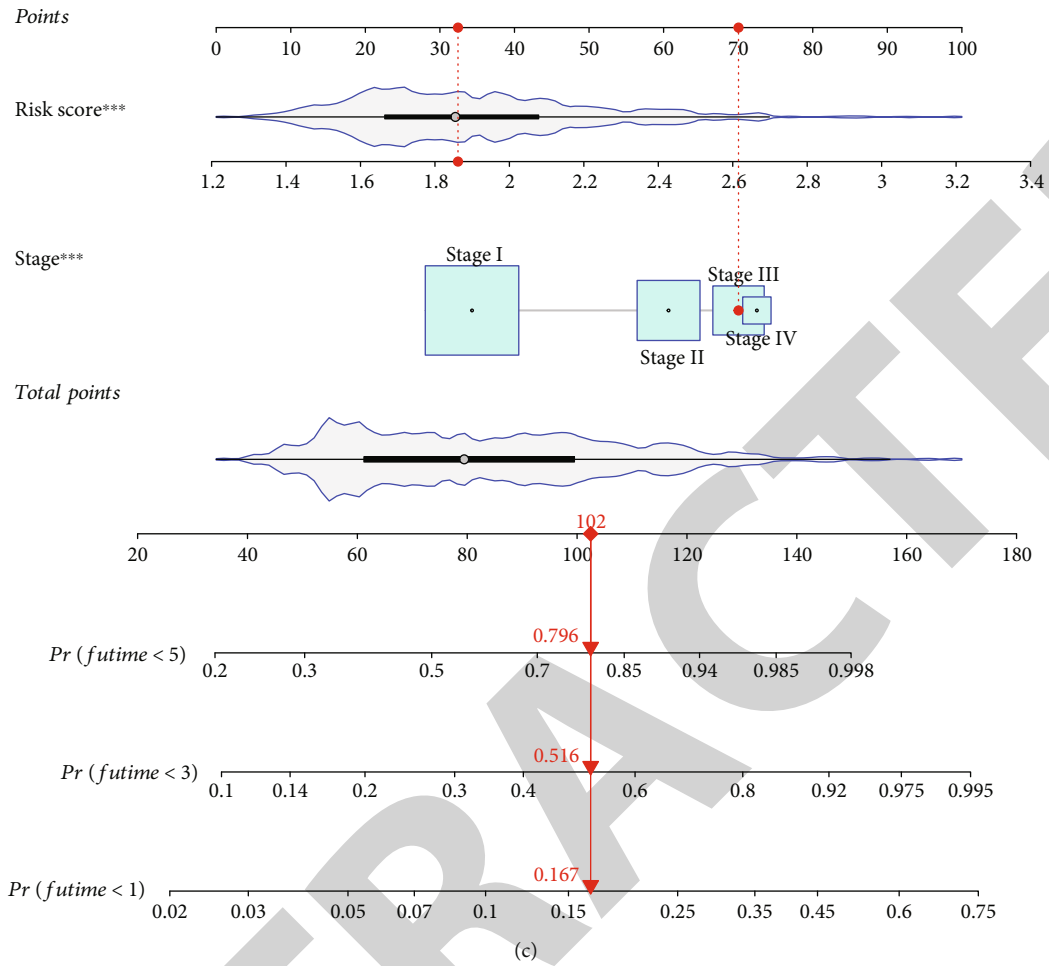 Points
0 10 20 30 40 50 60 70 80 90 100
Risk score***
1.2 1.4 1.6 1.8 2 2.2 2.4 2.6 2.8 3 3.2 3.4
Stage***
Stage I
Stage III
Stage II
Stage IV
Total points
102
20 40 60 80 100 120 140 160 180
0.796
Pr (futime < 5)
0.2 0.3 0.5 0.7 0.85 0.94 0.985 0.998
0.516
Pr (futime < 3)
0.1 0.14 0.2 0.3 0.4 0.6 0.8 0.92 0.975 0.995
0.167
Pr (futime < 1)
0.02 0.03 0.05 0.07 0.1 0.15 0.25 0.35 0.45 0.6 0.75
(c)
TRACTE